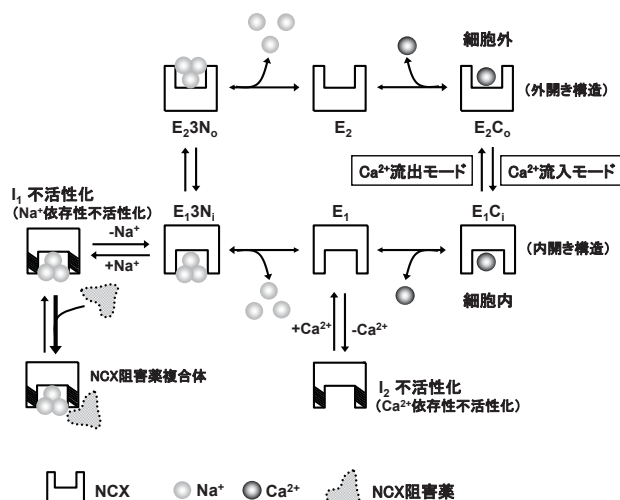 細胞外
(外開き構造)
E₂3Nₒ
E₂
E₂Cₒ
Ca²⁺流出モード
Ca²⁺流入モード
I₁ 不活性化
(Na⁺依存性不活性化)
E₁3Nᵢ
E₁
E₁Cᵢ
-Na⁺
+Na⁺
(内開き構造)
細胞内
+Ca²⁺
-Ca²⁺
NCX阻害薬複合体
I₂ 不活性化
(Ca²⁺依存性不活性化)
NCX
Na⁺
Ca²⁺
NCX阻害薬